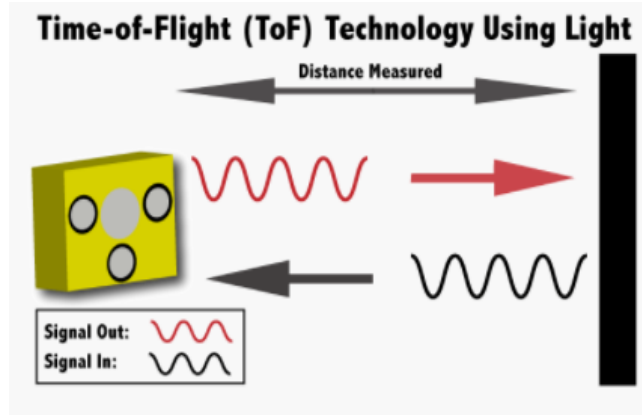 Time-of-Flight (ToF) Technology Using Light
Distance Measured
Signal Out:
Signal In: